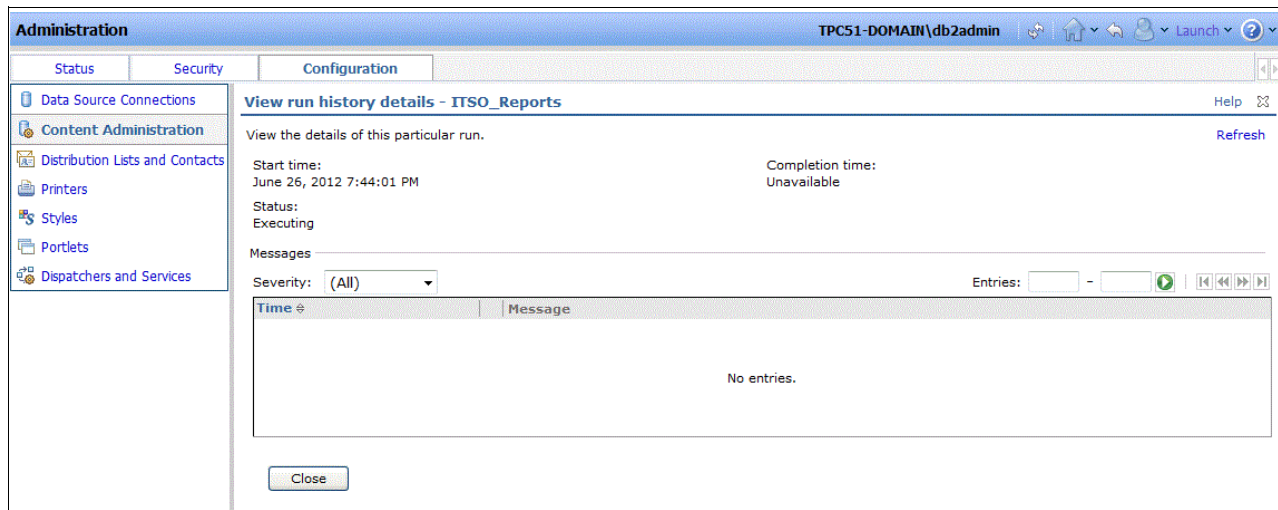 Administration TPC51-DOMAIN\db2admin Launch ?
Status Security Configuration
Data Source Connections
Content Administration
Distribution Lists and Contacts
Printers
Styles
Portlets
Dispatchers and Services
View run history details - ITSO_Reports Help
View the details of this particular run. Refresh
Start time: Completion time:
June 26, 2012 7:44:01 PM Unavailable
Status:
Executing
Messages
Severity: (All) Entries: -
Time Message
No entries.
Close